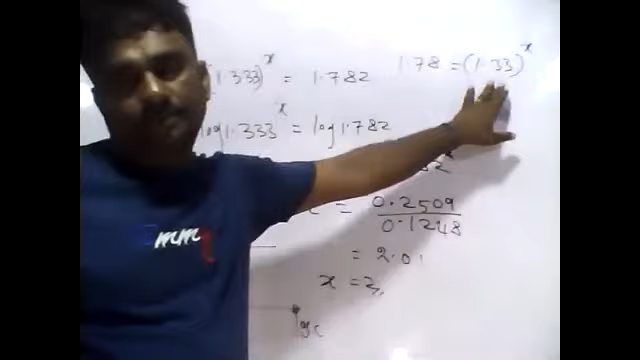 (1.333)^x = 1.782
1.78 = (1.33)^x
log 1.333^x = log 1.782
= 0.2509
0.1248
= 2.01
x = 2,